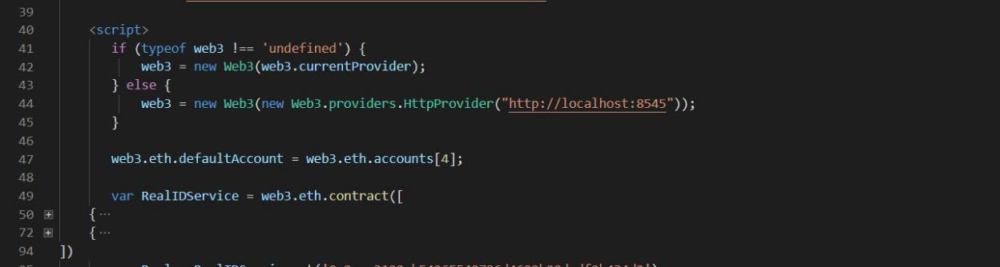 39
40 <script>
41 if (typeof web3 !== 'undefined') {
42 web3 = new Web3(web3.currentProvider);
43 } else {
44 web3 = new Web3(new Web3.providers.HttpProvider("http://localhost:8545"));
45 }
46
47 web3.eth.defaultAccount = web3.eth.accounts[4];
48
49 var RealIDService = web3.eth.contract([
50 {···
72 {···
94 ])